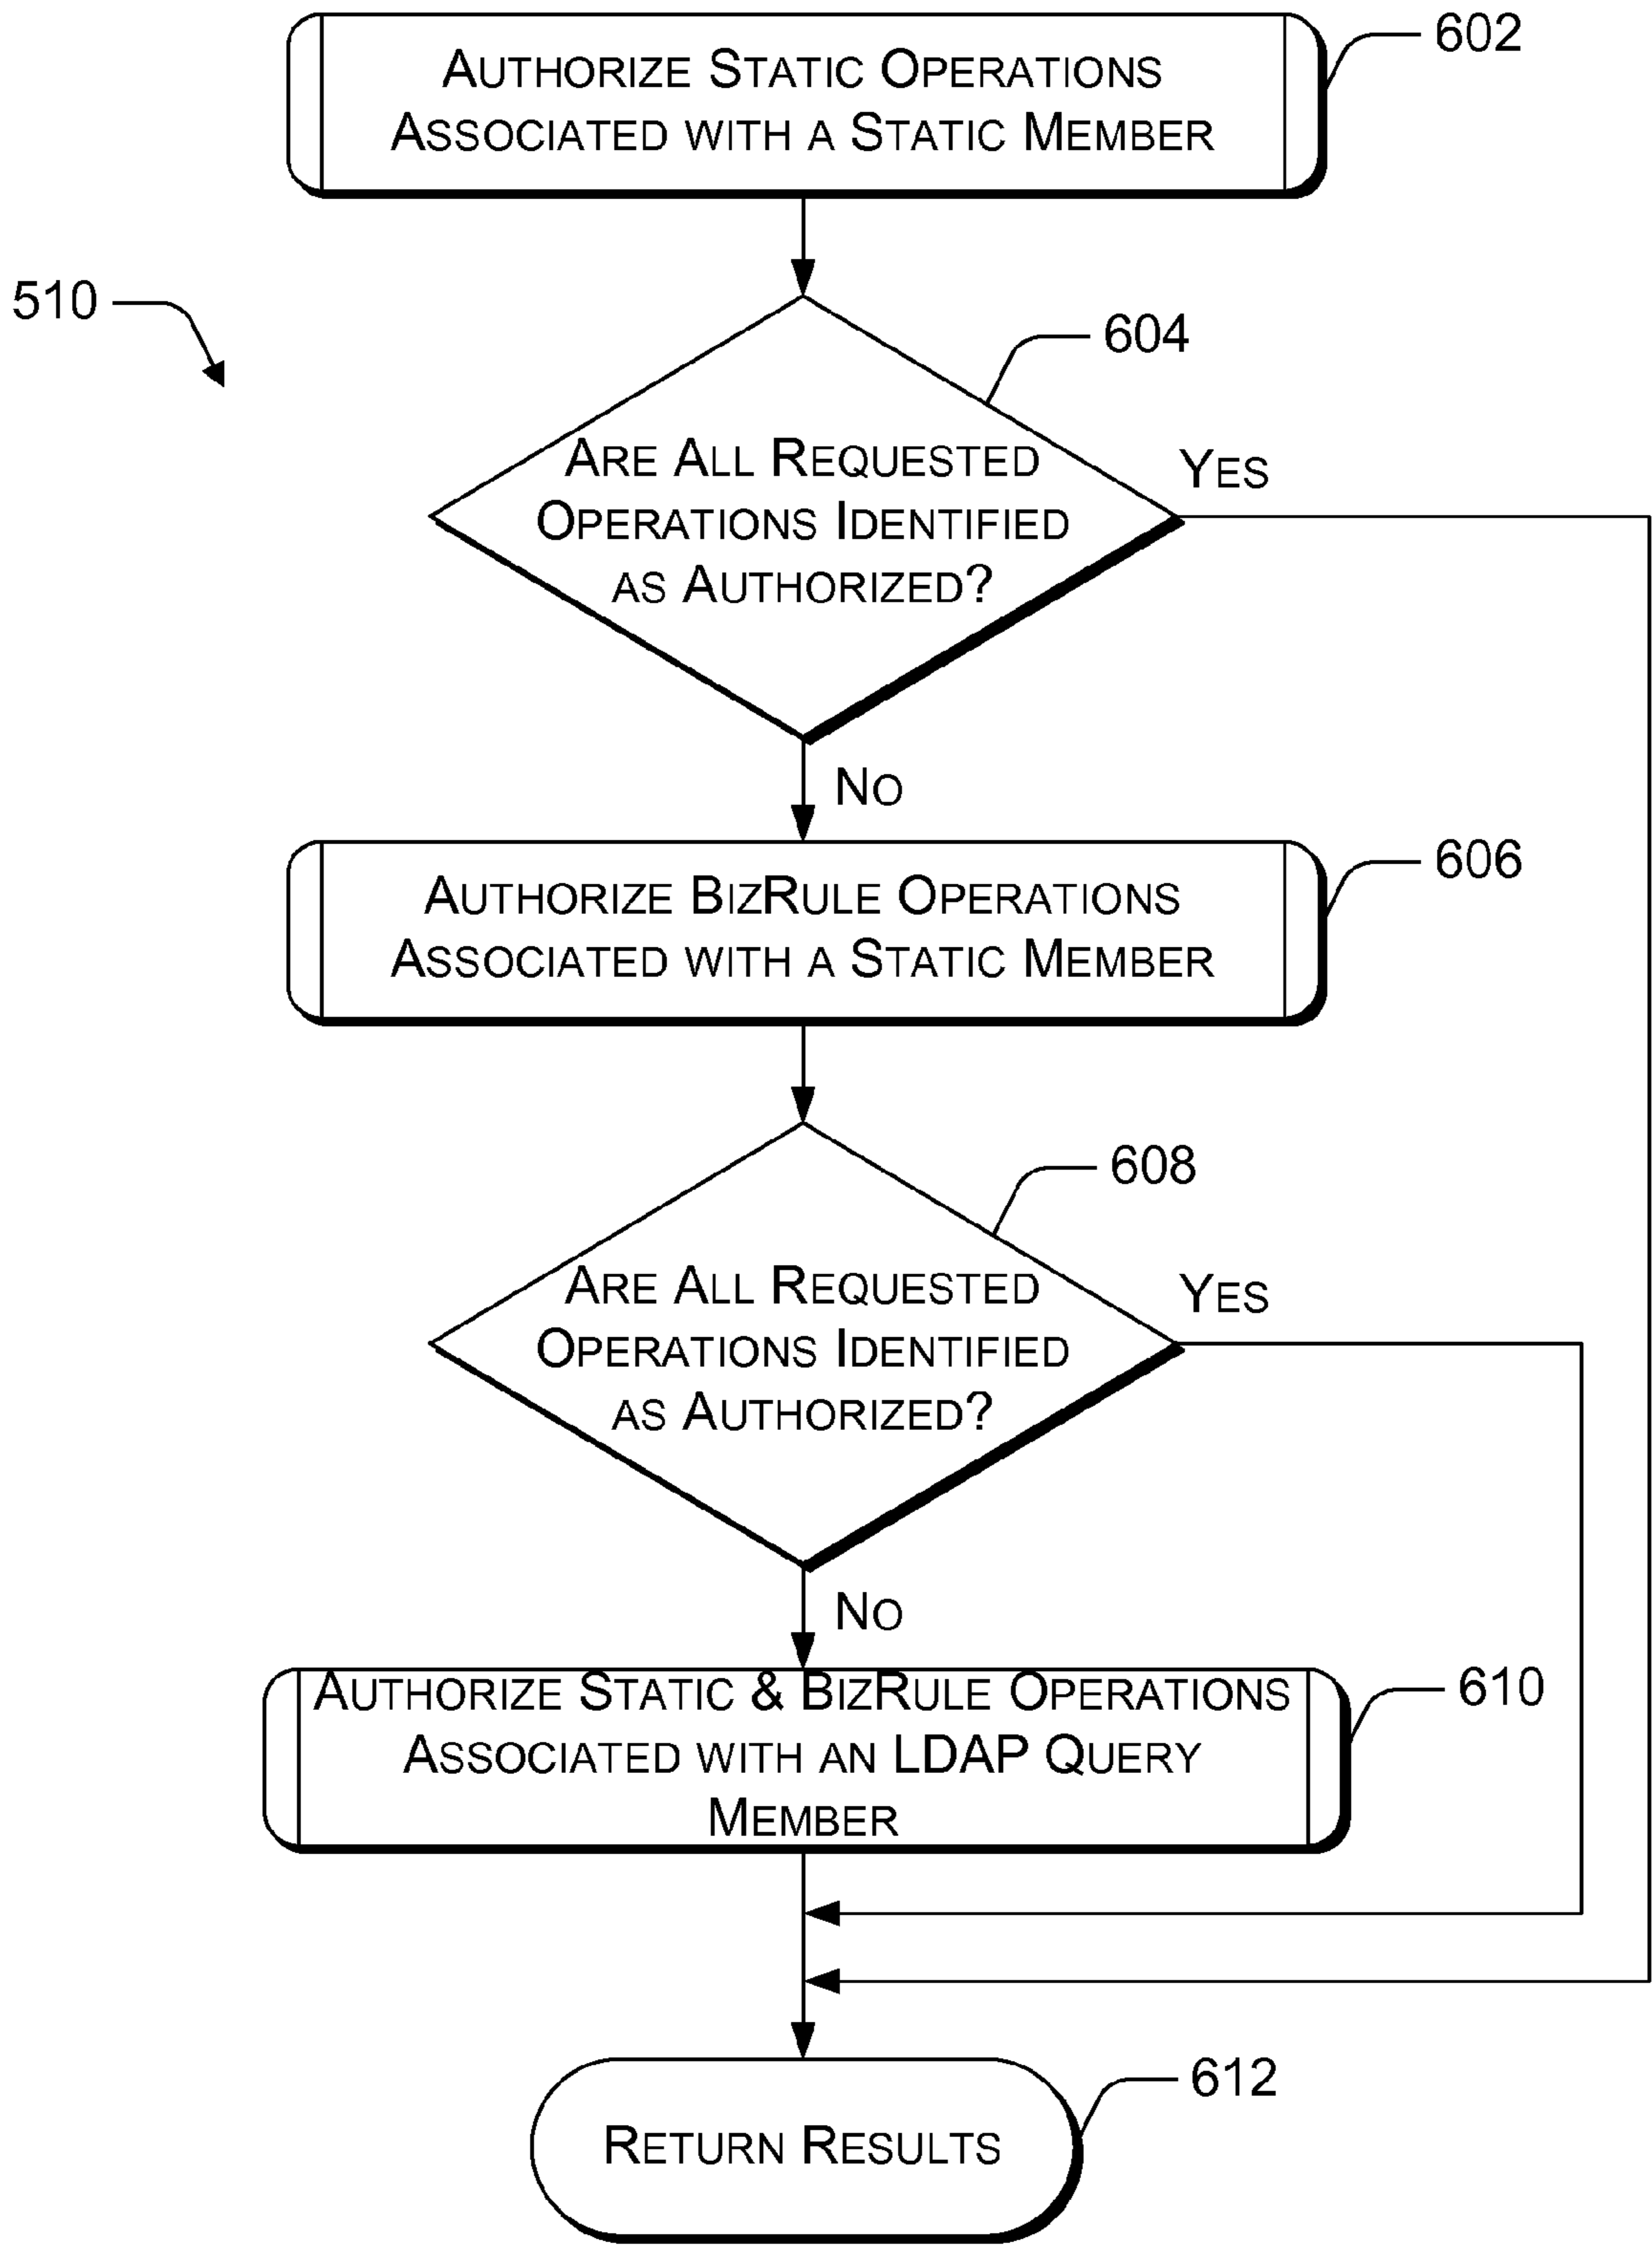 602
AUTHORIZE STATIC OPERATIONS
ASSOCIATED WITH A STATIC MEMBER
510
604
ARE ALL REQUESTED
OPERATIONS IDENTIFIED
AS AUTHORIZED?
YES
NO
606
AUTHORIZE BIZRULE OPERATIONS
ASSOCIATED WITH A STATIC MEMBER
608
ARE ALL REQUESTED
OPERATIONS IDENTIFIED
AS AUTHORIZED?
YES
NO
610
AUTHORIZE STATIC & BIZRULE OPERATIONS
ASSOCIATED WITH AN LDAP QUERY
MEMBER
612
RETURN RESULTS